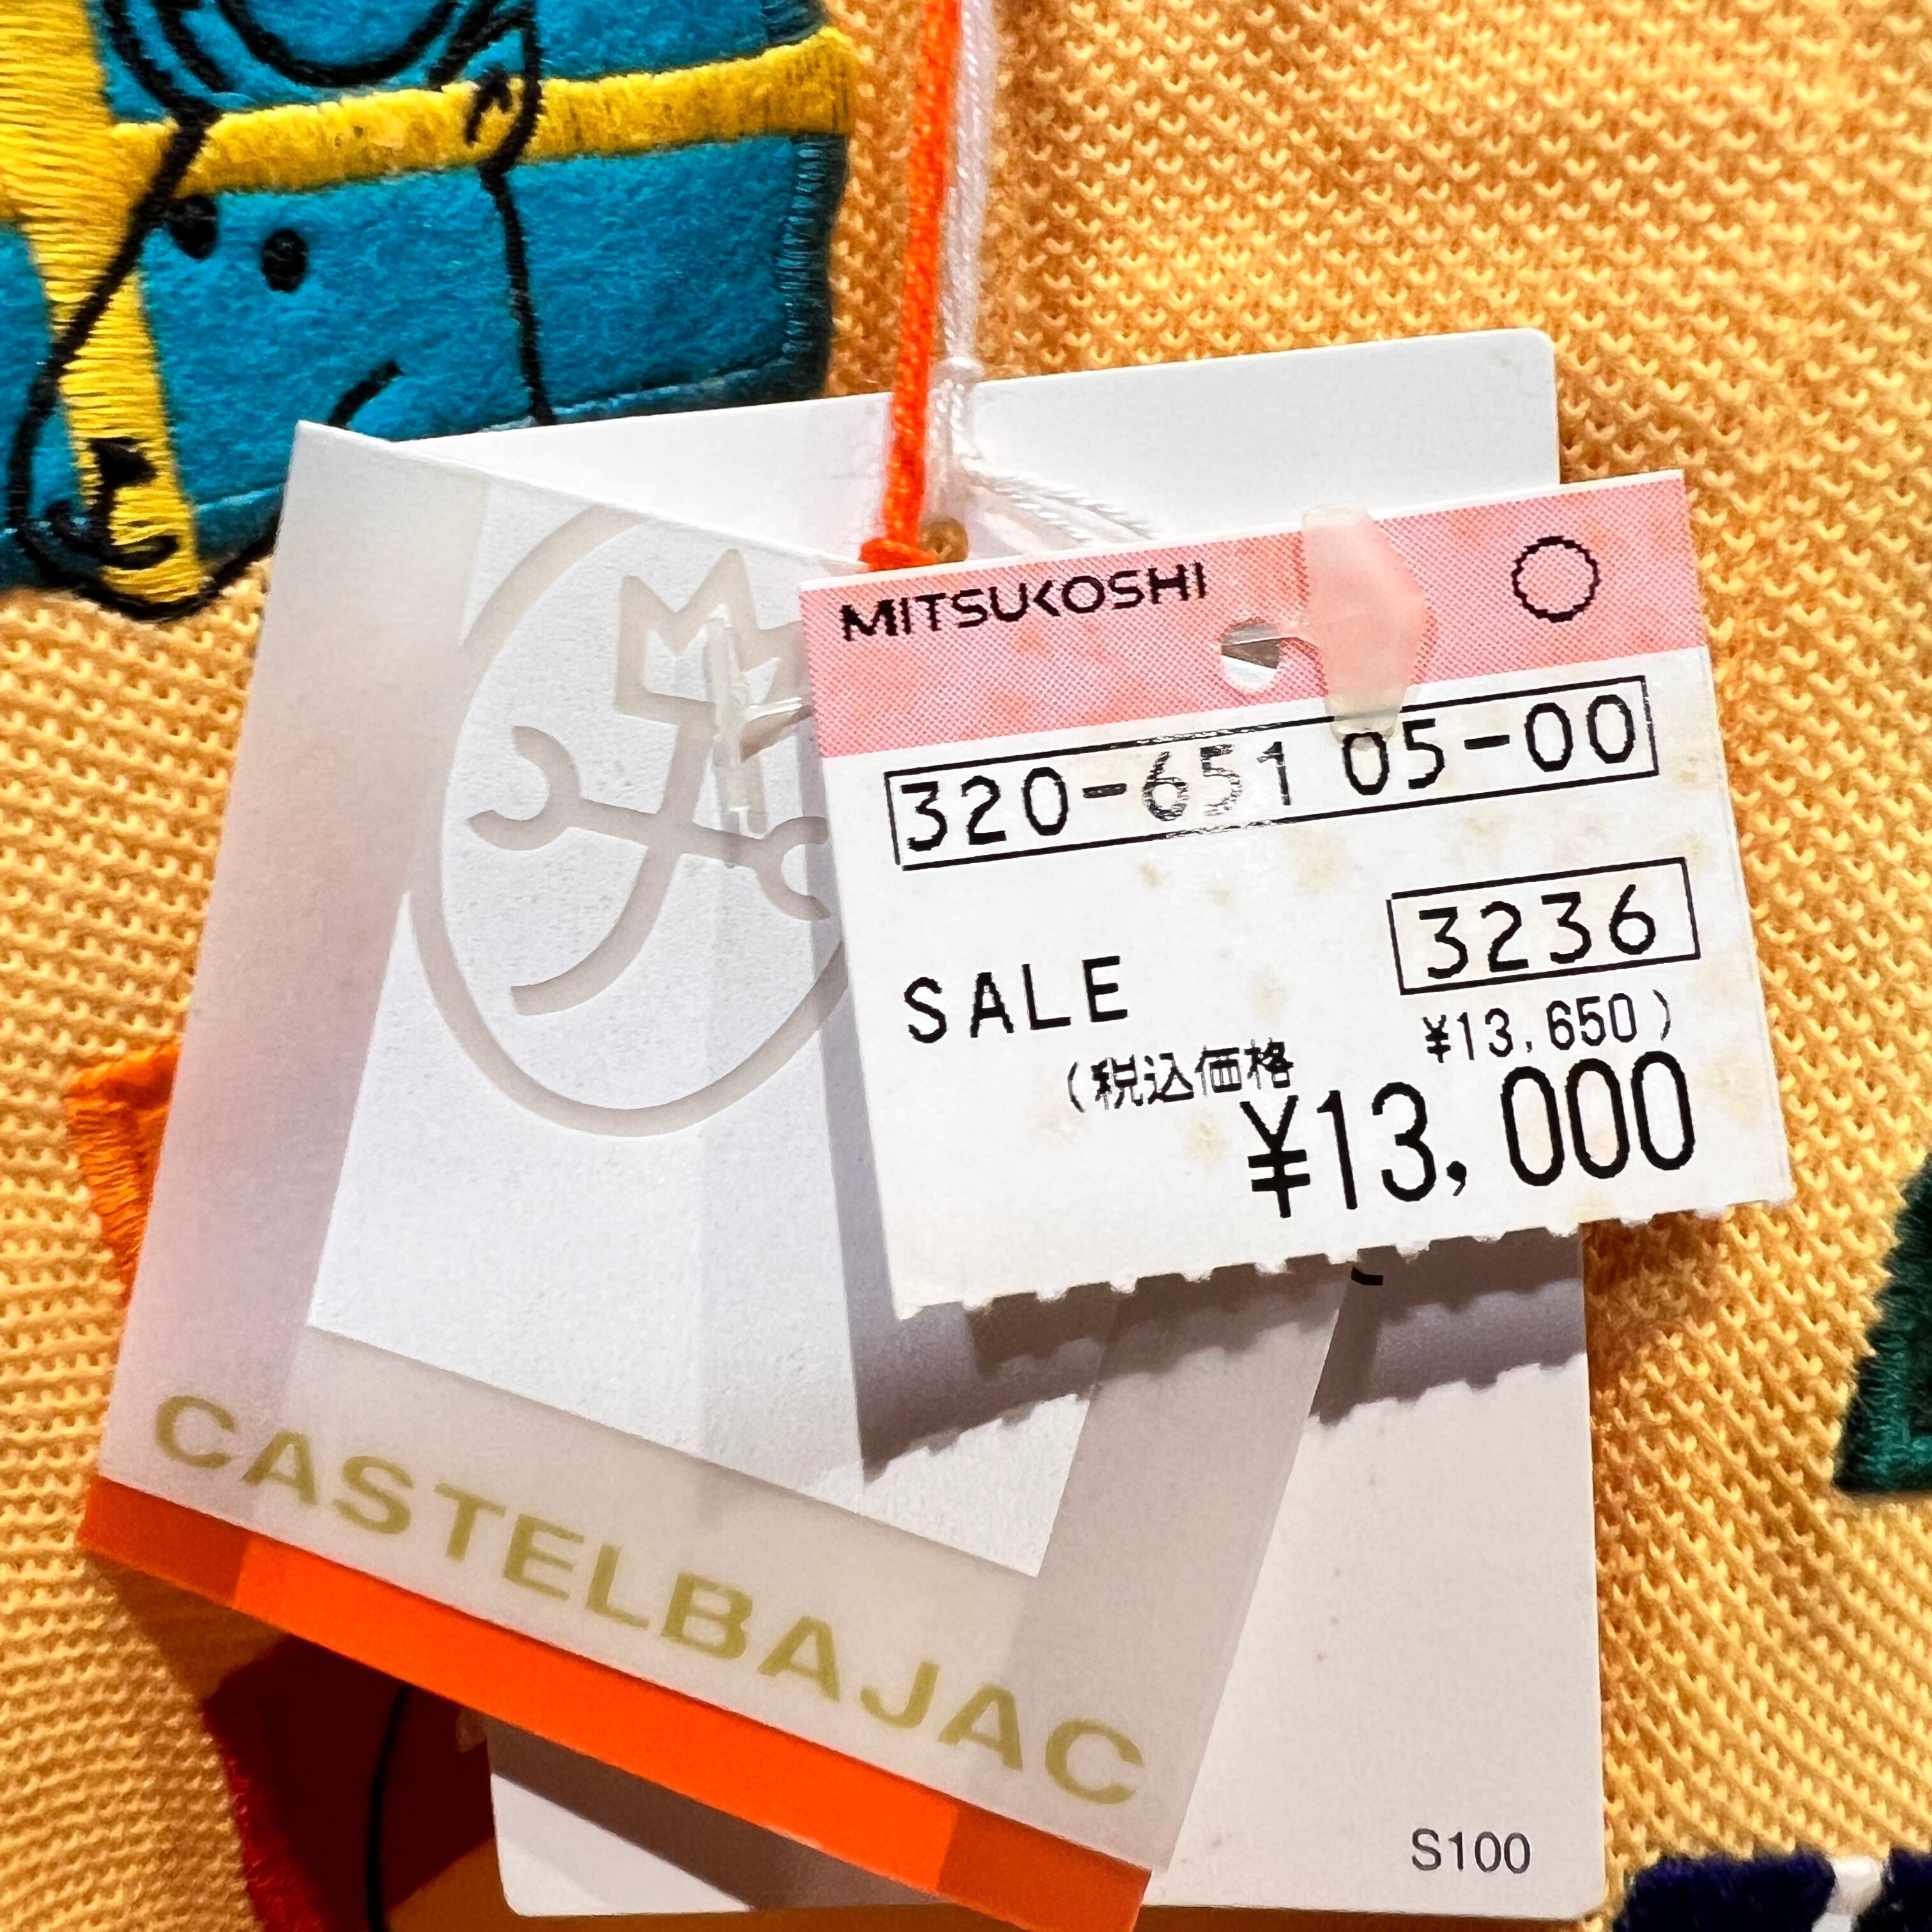 MITSUKOSHI
320-651 05-00
3236
SALE
¥13,650)
(税込価格
¥13,000
CASTELBAJAC
S100